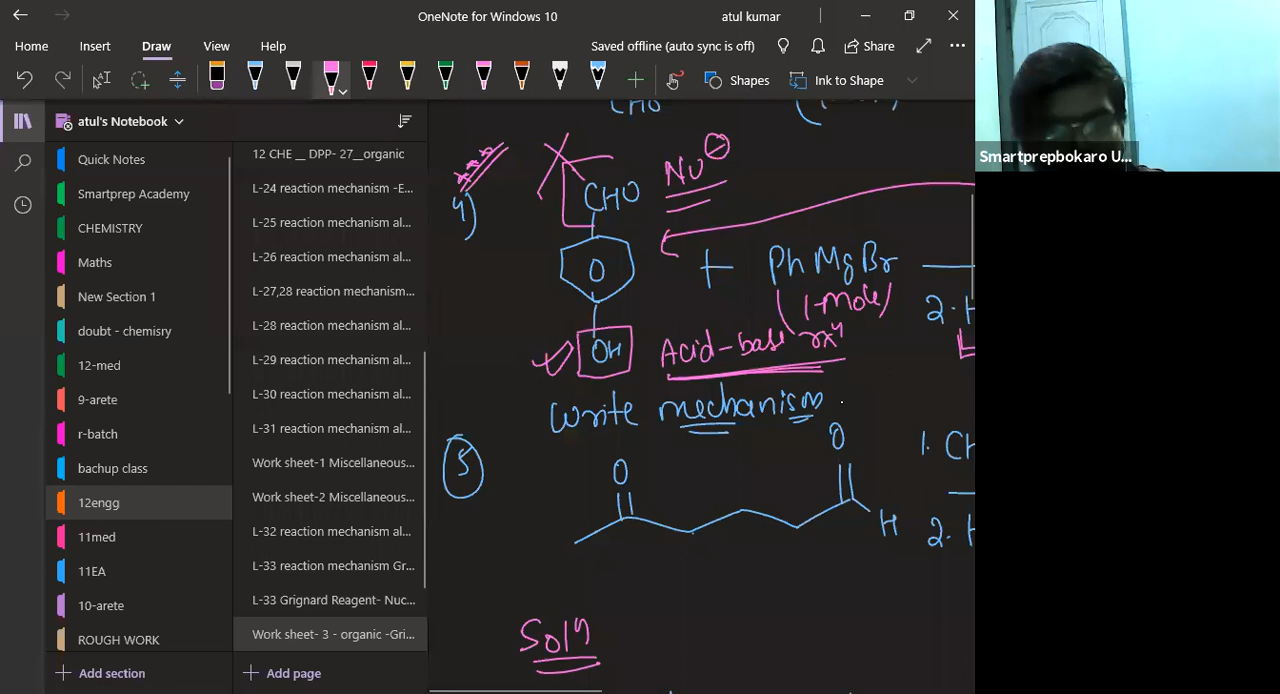 OneNote for Windows 10
atul kumar
Home Insert Draw View Help
Saved offline (auto sync is off)
Share
Shapes
Ink to Shape
atul's Notebook
Quick Notes
Smartprep Academy
CHEMISTRY
Maths
New Section 1
doubt - chemisry
12-med
9-arete
r-batch
bachup class
12engg
11med
11EA
10-arete
ROUGH WORK
Add section
12 CHE __ DPP- 27__organic
L-24 reaction mechanism -E...
L-25 reaction mechanism al...
L-26 reaction mechanism al...
L-27,28 reaction mechanism...
L-28 reaction mechanism al...
L-29 reaction mechanism al...
L-30 reaction mechanism al...
L-31 reaction mechanism al...
Work sheet-1 Miscellaneous...
Work sheet-2 Miscellaneous...
L-32 reaction mechanism al...
L-33 reaction mechanism Gr...
L-33 Grignard Reagent- Nuc...
Work sheet- 3 - organic -Gri...
Add page
CHO
4)
CHO
Nu⊖
+ PhMgBr
(1-mole)
2. H
OH
Acid-base rxⁿ
Write mechanism
5
O
O
H
1. CH
2. H
Solⁿ
Smartprepbokaro U...